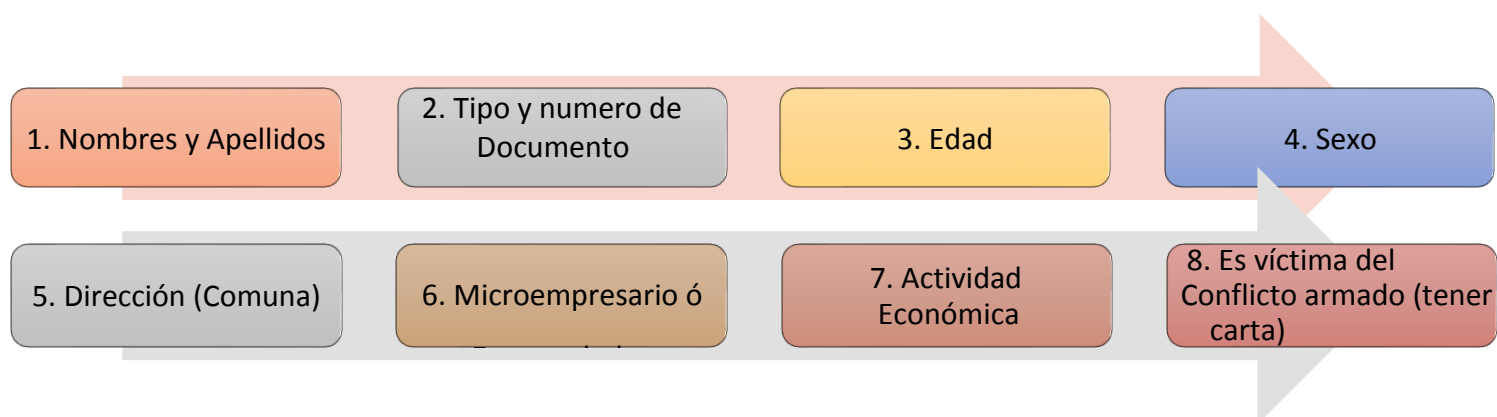 1. Nombres y Apellidos
2. Tipo y numero de
Documento
3. Edad
4. Sexo
5. Dirección (Comuna)
6. Microempresario ó
7. Actividad
Económica
8. Es víctima del
Conflicto armado (tener
carta)